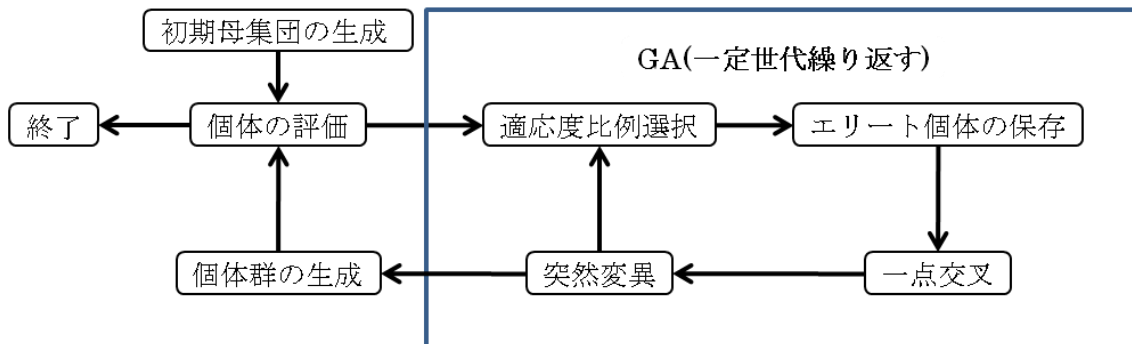 初期母集団の生成
GA(一定世代繰り返す)
終了
個体の評価
適応度比例選択
エリート個体の保存
個体群の生成
突然変異
一点交叉